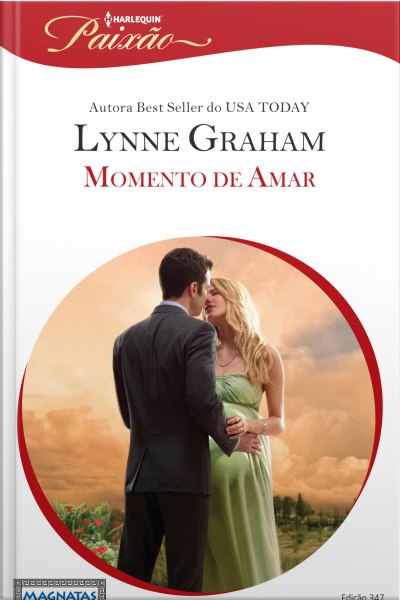 HARLEQUIN
Paixão
Autora Best Seller do USA TODAY
LYNNE GRAHAM
MOMENTO DE AMAR
MAGNATAS
Edição 347